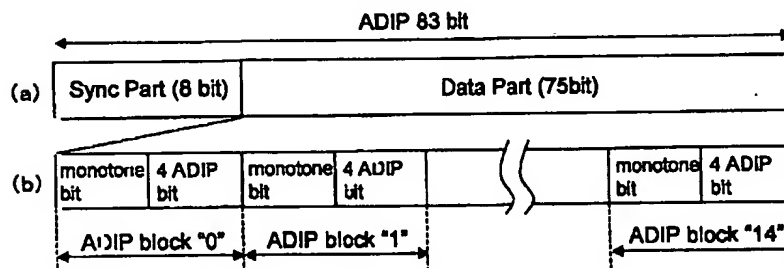 ADIP 83 bit
(a) Sync Part (8 bit) Data Part (75bit)
(b) monotone bit 4 ADIP bit monotone bit 4 ADIP bit monotone bit 4 ADIP bit
ADIP block "0" ADIP block "1" ADIP block "14"